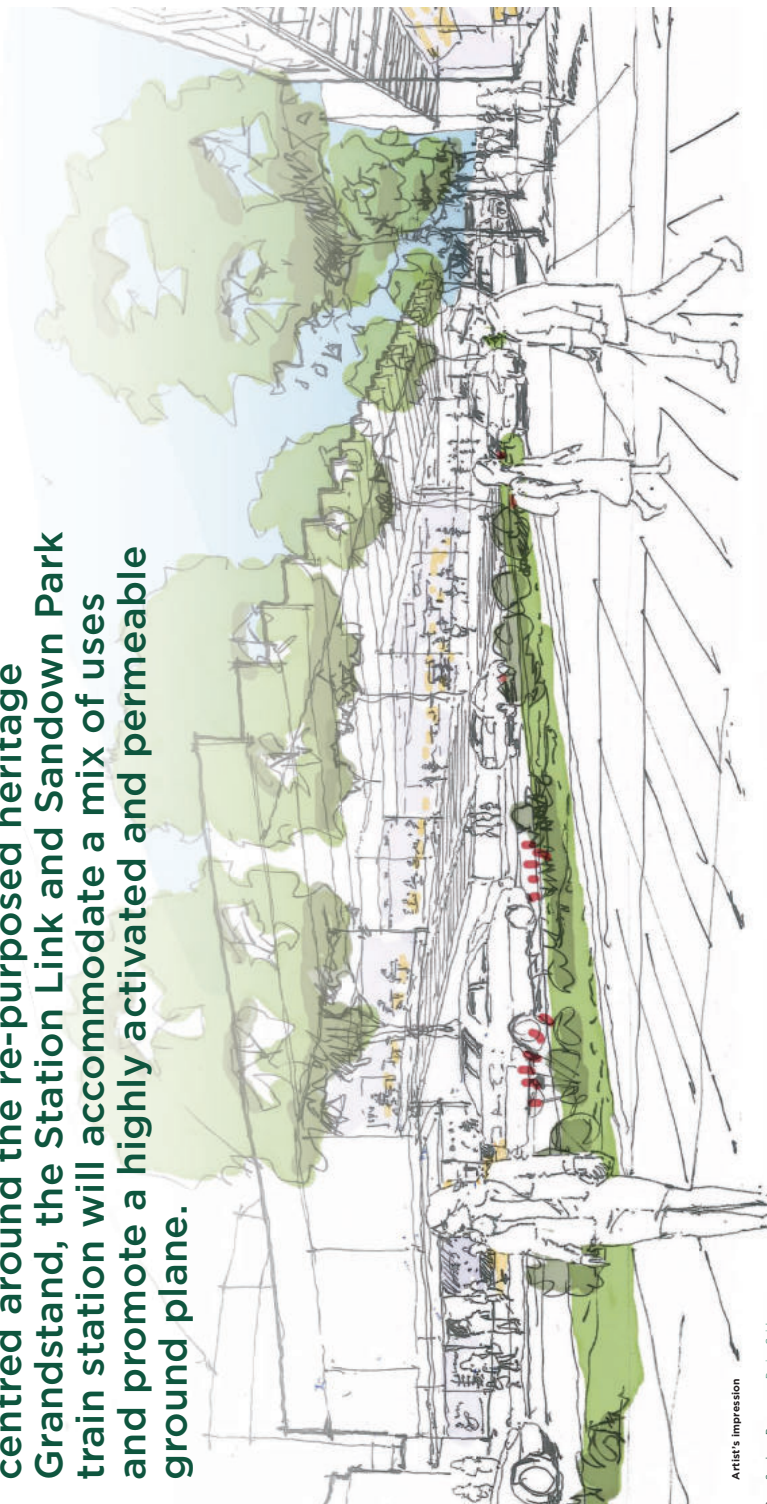 centred around the re-purposed heritage
Grandstand, the Station Link and Sandown Park
train station will accommodate a mix of uses
and promote a highly activated and permeable
ground plane.
Artist's impression